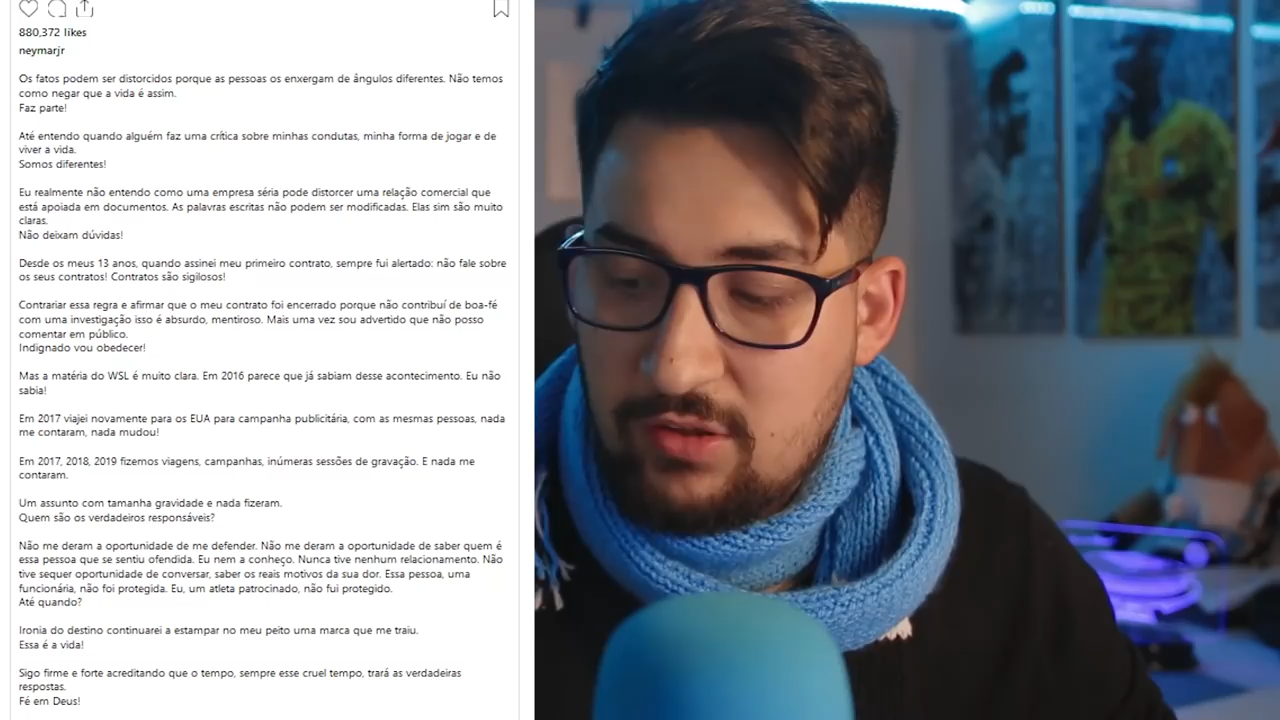 880,372 likes
neymarjr
Os fatos podem ser distorcidos porque as pessoas os enxergam de ângulos diferentes. Não temos
como negar que a vida é assim.
Faz parte!
Até entendo quando alguém faz uma crítica sobre minhas condutas, minha forma de jogar e de
viver a vida.
Somos diferentes!
Eu realmente não entendo como uma empresa séria pode distorcer uma relação comercial que
está apoiada em documentos. As palavras escritas não podem ser modificadas. Elas sim são muito
claras.
Não deixam dúvidas!
Desde os meus 13 anos, quando assinei meu primeiro contrato, sempre fui alertado: não fale sobre
os seus contratos! Contratos são sigilosos!
Contrariar essa regra e afirmar que o meu contrato foi encerrado porque não contribuí de boa-fé
com uma investigação isso é absurdo, mentiroso. Mais uma vez sou advertido que não posso
comentar em público.
Indignado vou obedecer!
Mas a matéria do WSL é muito clara. Em 2016 parece que já sabiam desse acontecimento. Eu não
sabia!
Em 2017 viajei novamente para os EUA para campanha publicitária, com as mesmas pessoas, nada
me contaram, nada mudou!
Em 2017, 2018, 2019 fizemos viagens, campanhas, inúmeras sessões de gravação. E nada me
contaram.
Um assunto com tamanha gravidade e nada fizeram.
Quem são os verdadeiros responsáveis?
Não me deram a oportunidade de me defender. Não me deram a oportunidade de saber quem é
essa pessoa que se sentiu ofendida. Eu nem a conheço. Nunca tive nenhum relacionamento. Não
tive sequer oportunidade de conversar, saber os reais motivos da sua dor. Essa pessoa, uma
funcionária, não foi protegida. Eu, um atleta patrocinado, não fui protegido.
Até quando?
Ironia do destino continuarei a estampar no meu peito uma marca que me traiu.
Essa é a vida!
Sigo firme e forte acreditando que o tempo, sempre esse cruel tempo, trará as verdadeiras
respostas.
Fé em Deus!